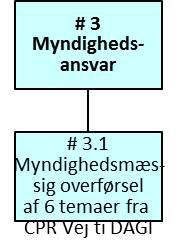 # 3
Myndigheds-
ansvar
# 3.1
Myndighedsmæs-
sig overførsel
af 6 temaer fra
CPR Vej ti DAGI